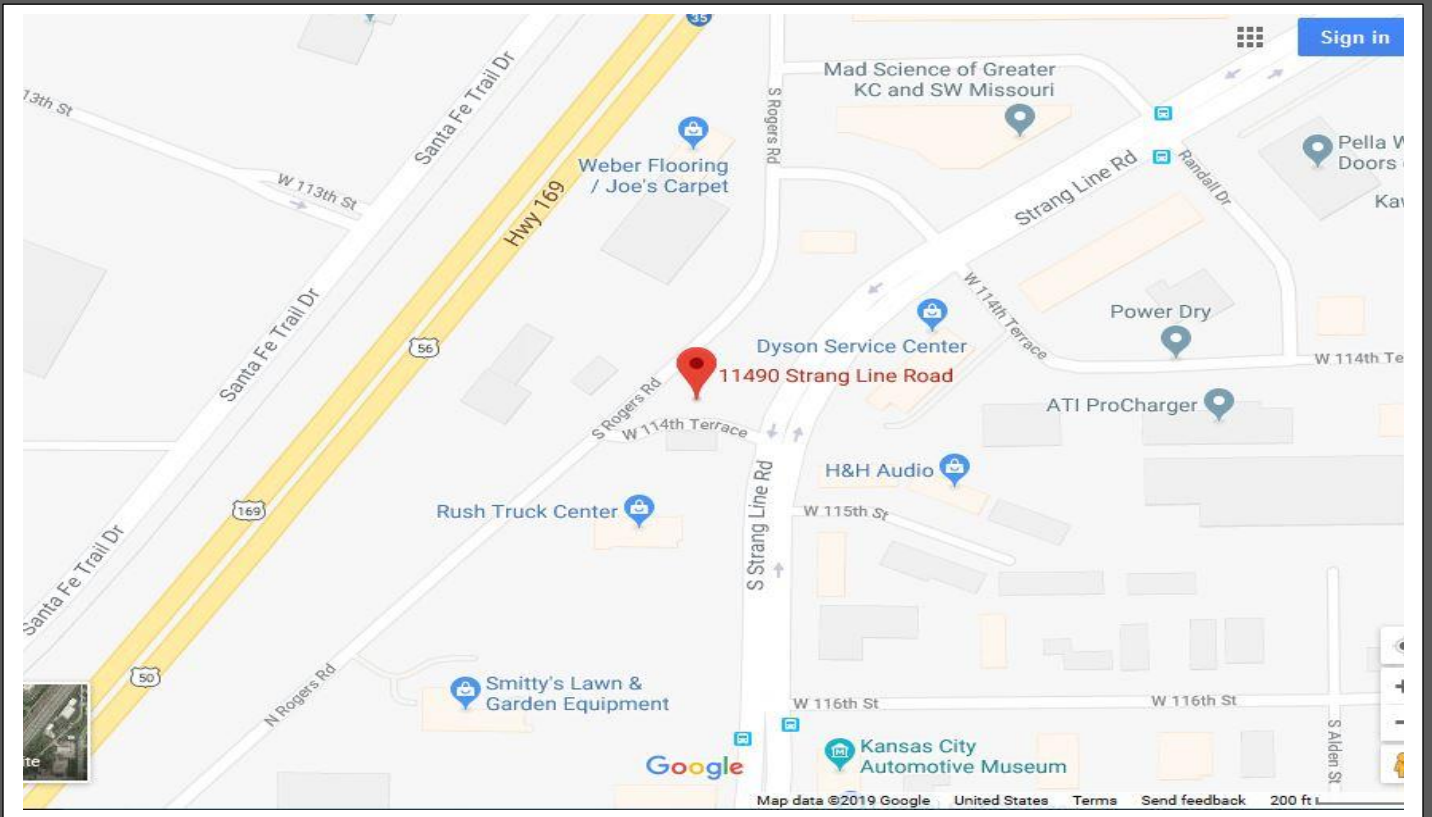 35
Sign in
Mad Science of Greater
KC and SW Missouri
13th St
Santa Fe Trail Dr
S Rogers Rd
Weber Flooring
/ Joe's Carpet
Pella
Doors
W 113th St
Hwy 169
Strang Line Rd
Randall Dr
W 114th Terrace
Santa Fe Trail Dr
56
Dyson Service Center
Power Dry
11490 Strang Line Road
W 114th Te
S Rogers Rd
W 114th Terrace
ATI ProCharger
H&H Audio
169
Rush Truck Center
W 115th St
S Strang Line Rd
Santa Fe Trail Dr
50
N Rogers Rd
Smitty's Lawn &
Garden Equipment
W 116th St
W 116th St
S Alden St
Kansas City
Automotive Museum
Google
Map data ©2019 Google United States Terms Send feedback 200 ft